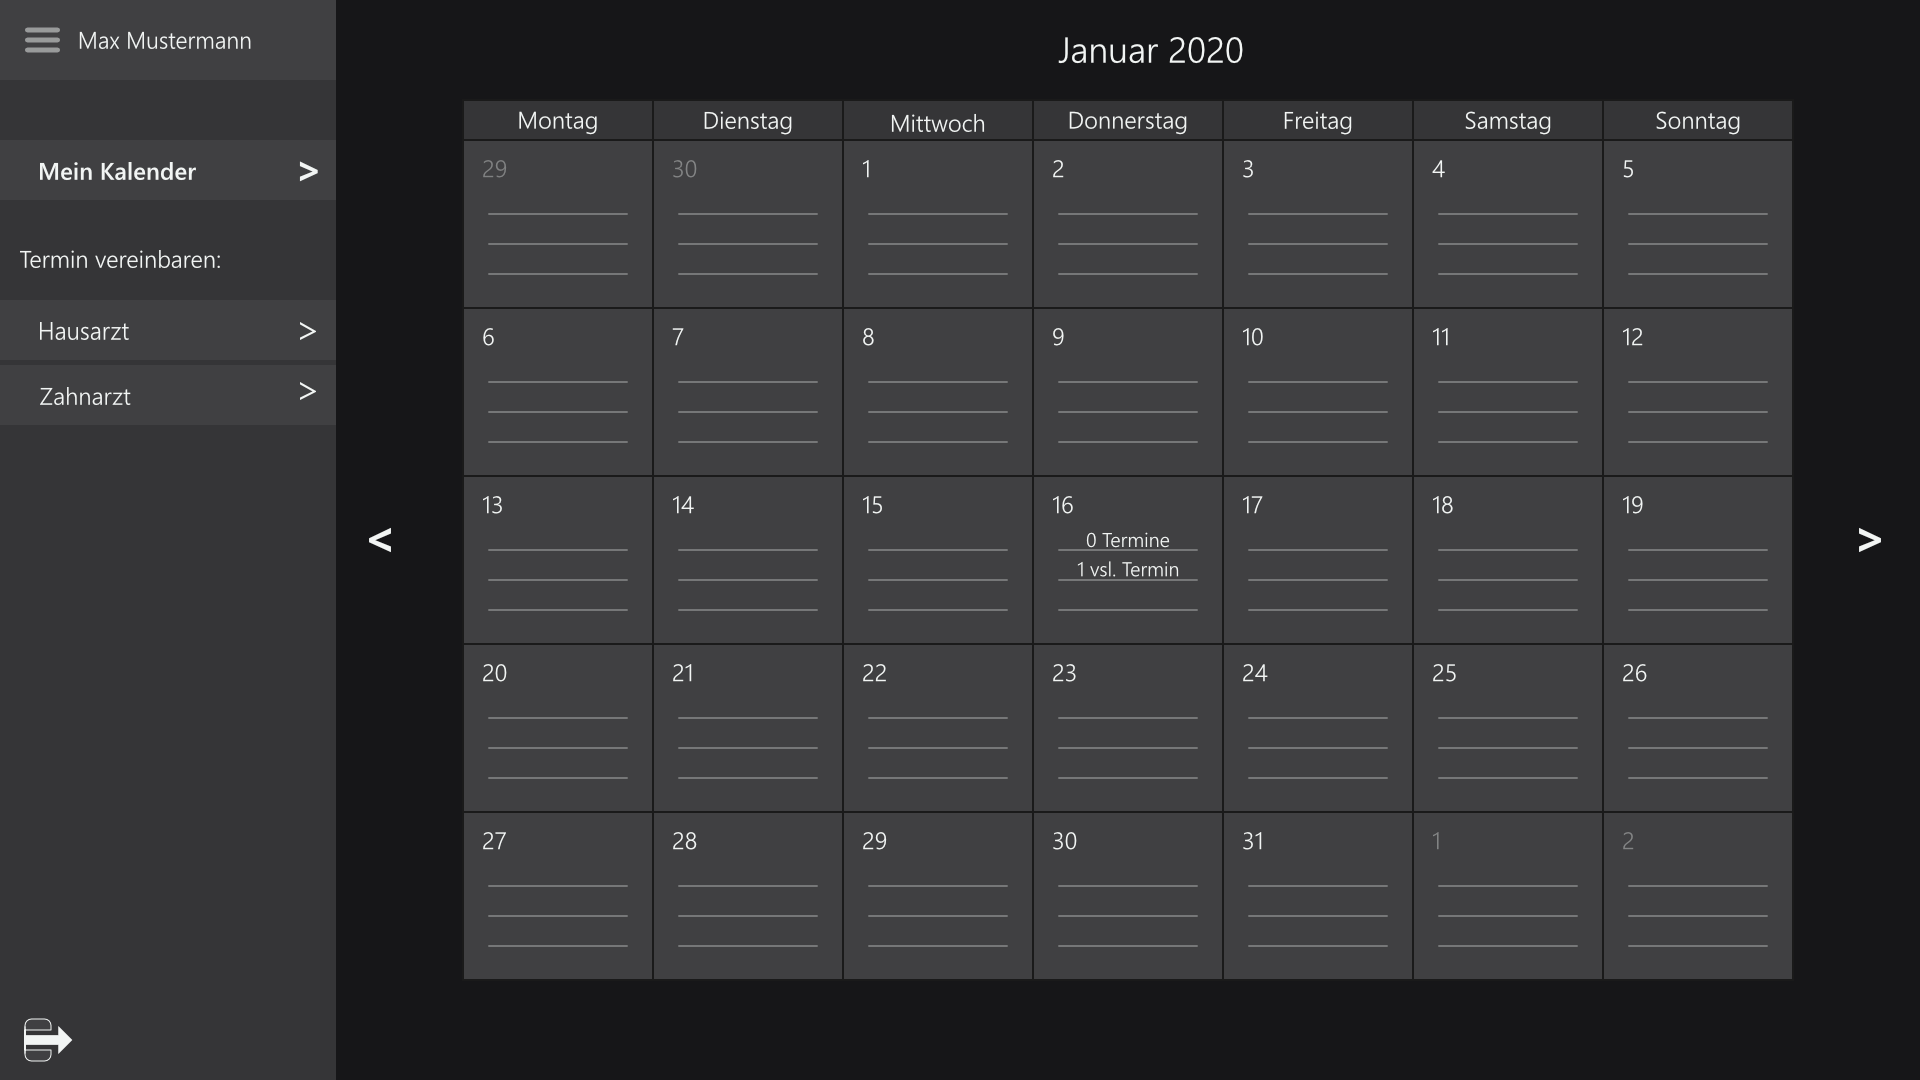 Max Mustermann
Mein Kalender >
Termin vereinbaren:
Hausarzt >
Zahnarzt >
Januar 2020
Montag Dienstag Mittwoch Donnerstag Freitag Samstag Sonntag
29 30 1 2 3 4 5
6 7 8 9 10 11 12
13 14 15 16 17 18 19
0 Termine
1 vsl. Termin
< >
20 21 22 23 24 25 26
27 28 29 30 31 1 2